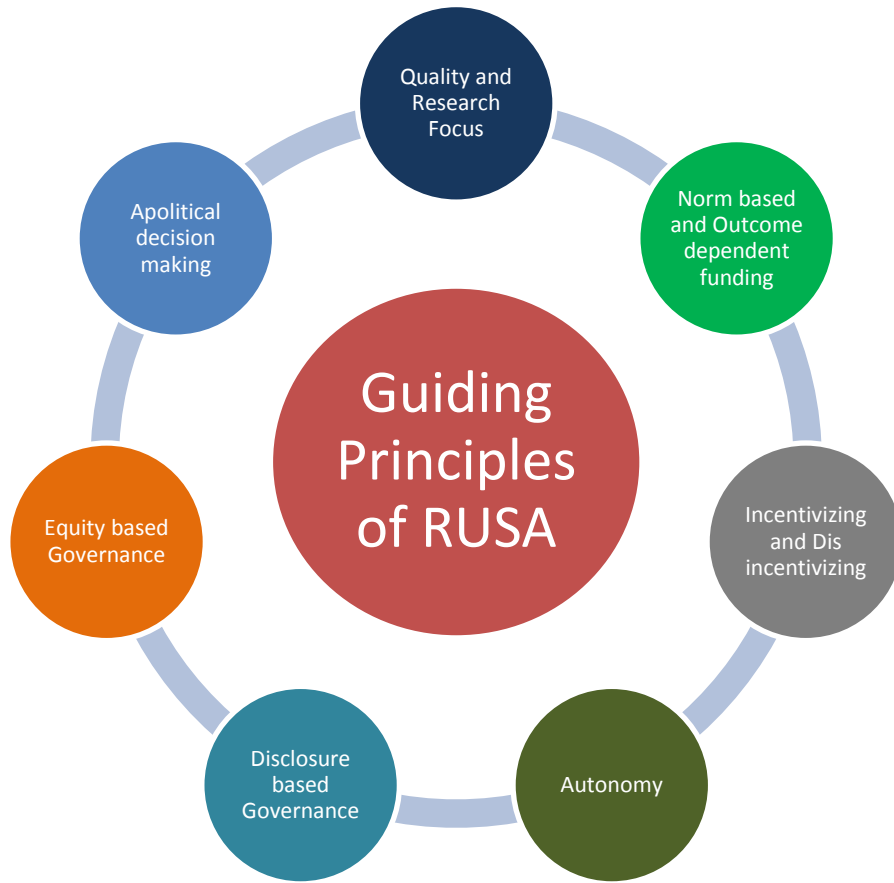 Quality and
Research
Focus
Norm based
and Outcome
dependent
funding
Incentivizing
and Dis
incentivizing
Autonomy
Disclosure
based
Governance
Equity based
Governance
Apolitical
decision
making
Guiding
Principles
of RUSA